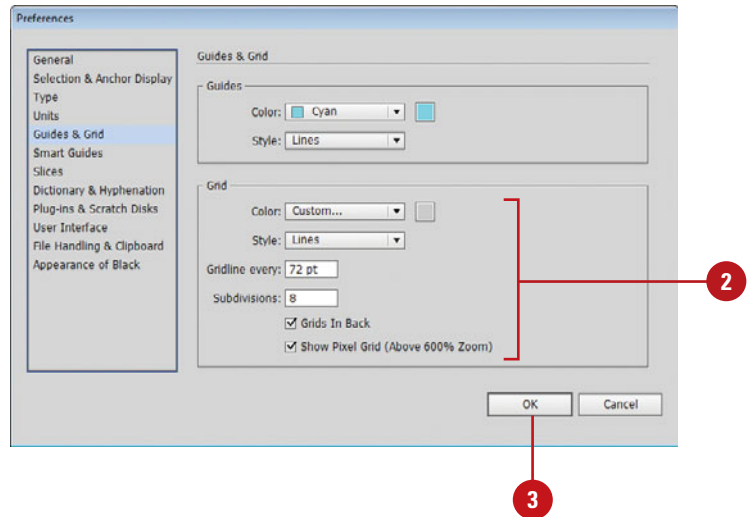 Preferences
General
Selection & Anchor Display
Type
Units
Guides & Grid
Smart Guides
Slices
Dictionary & Hyphenation
Plug-ins & Scratch Disks
User Interface
File Handling & Clipboard
Appearance of Black
Guides & Grid
Guides
Color: Cyan
Style: Lines
Grid
Color: Custom...
Style: Lines
Gridline every: 72 pt
Subdivisions: 8
Grids In Back
Show Pixel Grid (Above 600% Zoom)
2
OK Cancel
3